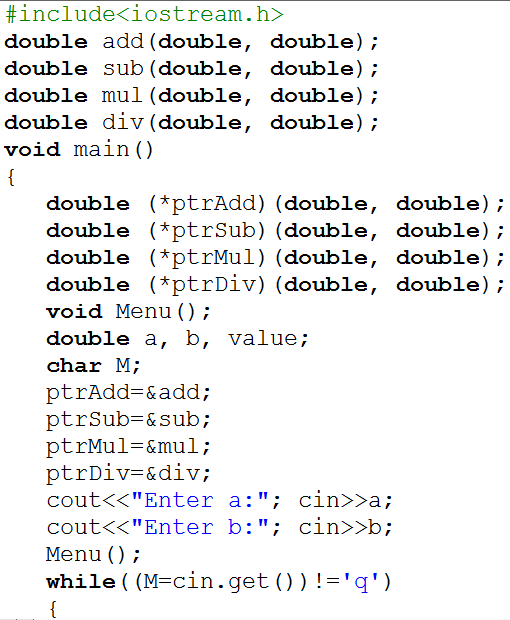 #include<iostream.h>
double add(double, double);
double sub(double, double);
double mul(double, double);
double div(double, double);
void main()
{
double (*ptrAdd)(double, double);
double (*ptrSub)(double, double);
double (*ptrMul)(double, double);
double (*ptrDiv)(double, double);
void Menu();
double a, b, value;
char M;
ptrAdd=&add;
ptrSub=&sub;
ptrMul=&mul;
ptrDiv=&div;
cout<<"Enter a:"; cin>>a;
cout<<"Enter b:"; cin>>b;
Menu();
while((M=cin.get())!='q')
{